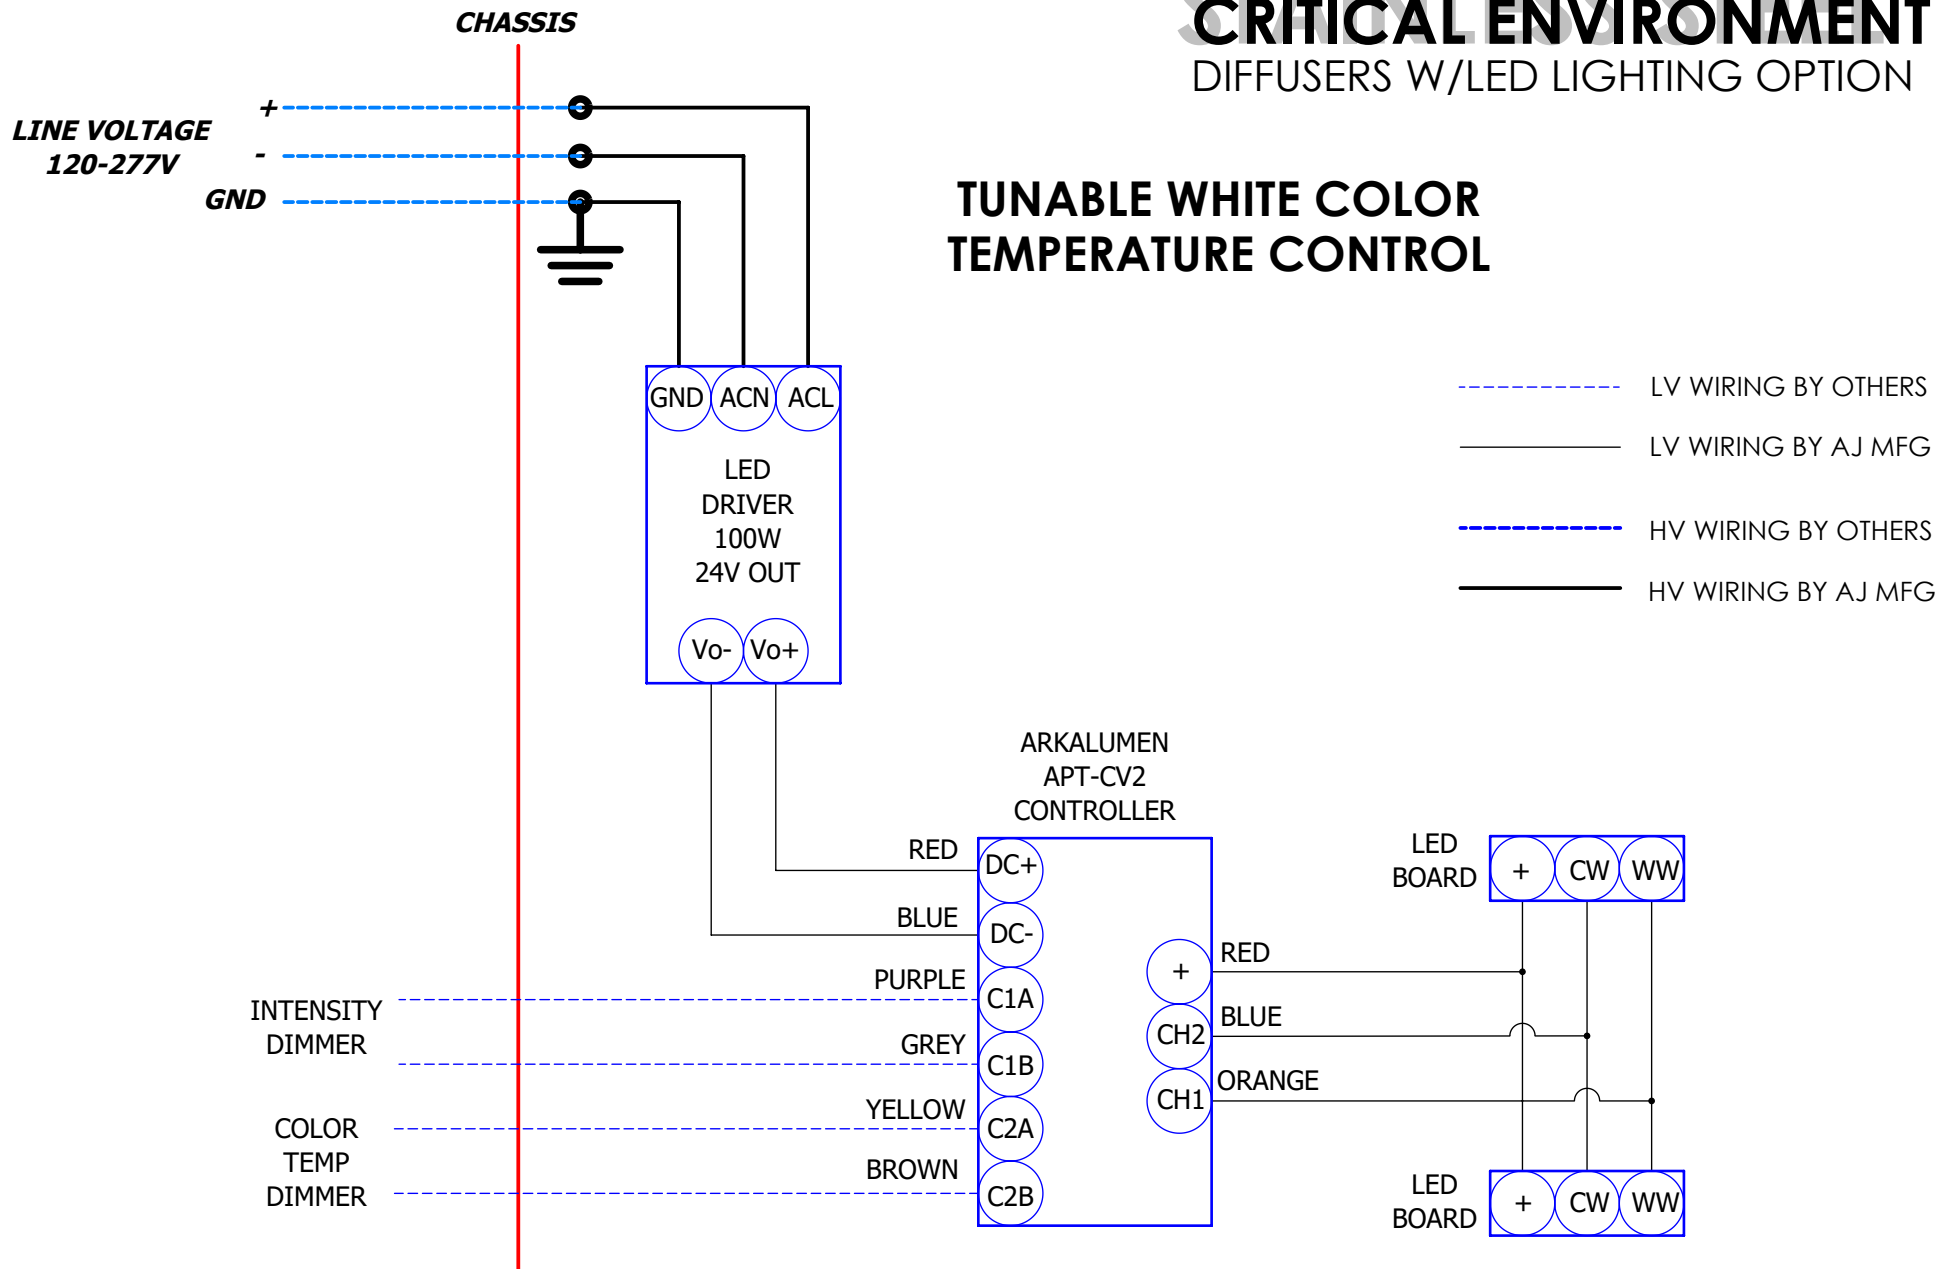 CHASSIS
CRITICAL ENVIRONMENT
DIFFUSERS W/LED LIGHTING OPTION
+
LINE VOLTAGE
120-277V
-
GND
TUNABLE WHITE COLOR
TEMPERATURE CONTROL
LV WIRING BY OTHERS
LV WIRING BY AJ MFG
HV WIRING BY OTHERS
HV WIRING BY AJ MFG
GND ACN ACL
LED
DRIVER
100W
24V OUT
Vo- Vo+
ARKALUMEN
APT-CV2
CONTROLLER
RED
DC+
BLUE
DC-
PURPLE
C1A
GREY
C1B
YELLOW
C2A
BROWN
C2B
INTENSITY
DIMMER
COLOR
TEMP
DIMMER
+
RED
CH2
BLUE
CH1
ORANGE
LED
BOARD
+ CW WW
LED
BOARD
+ CW WW